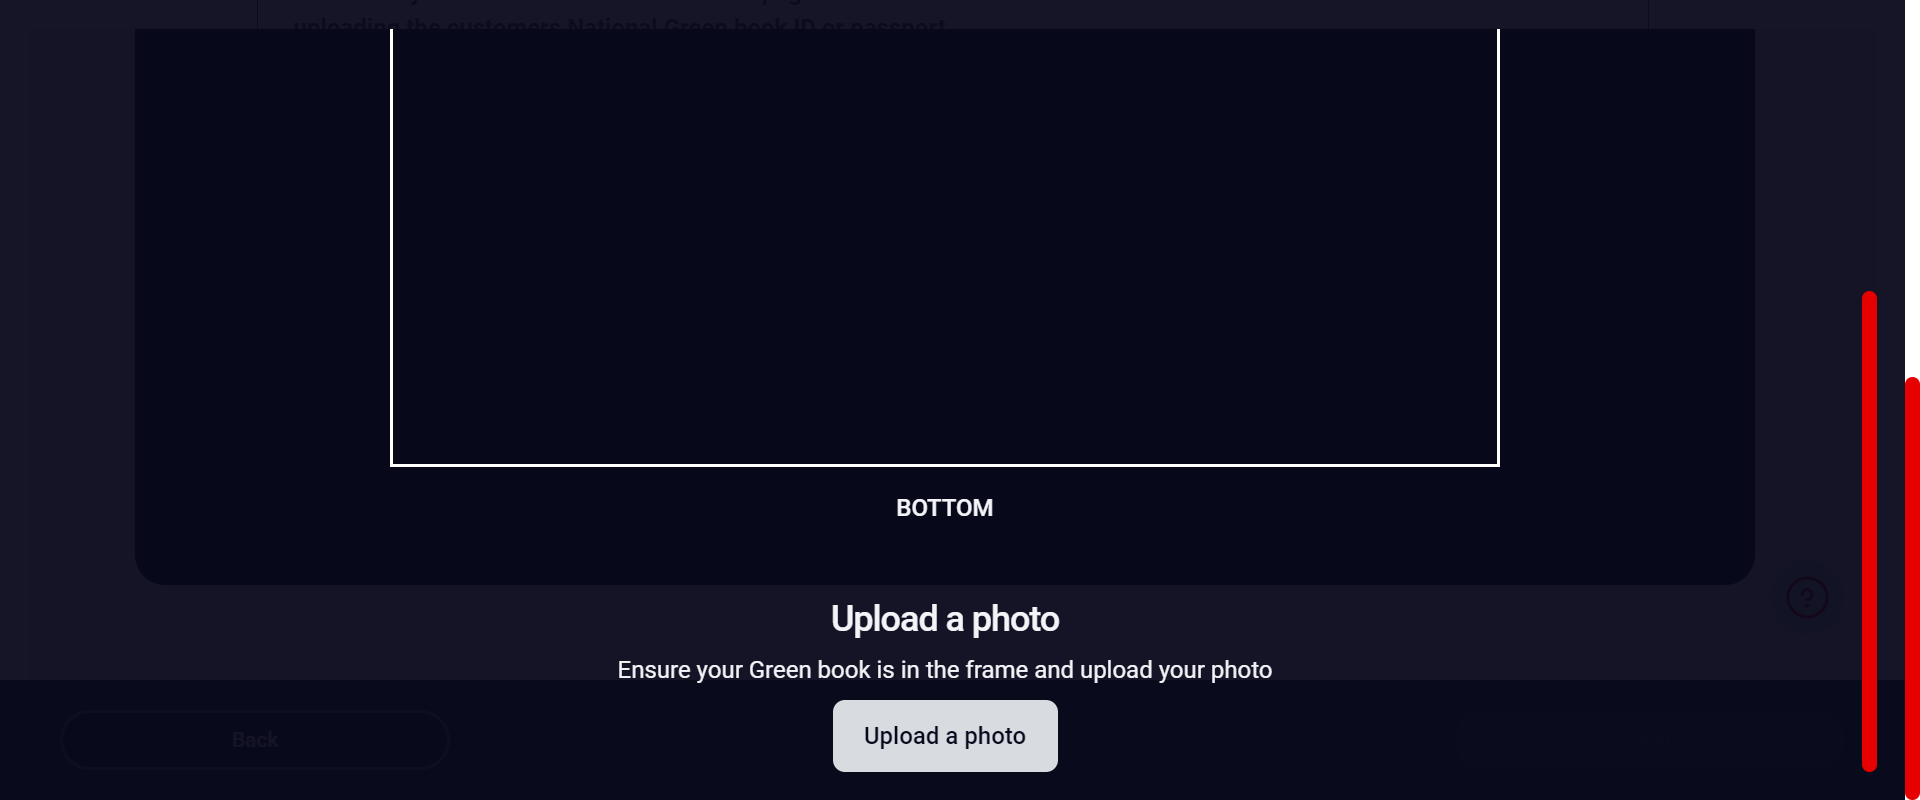 uploading the customers National Green book ID or passport
BOTTOM
Upload a photo
Ensure your Green book is in the frame and upload your photo
Back
Upload a photo